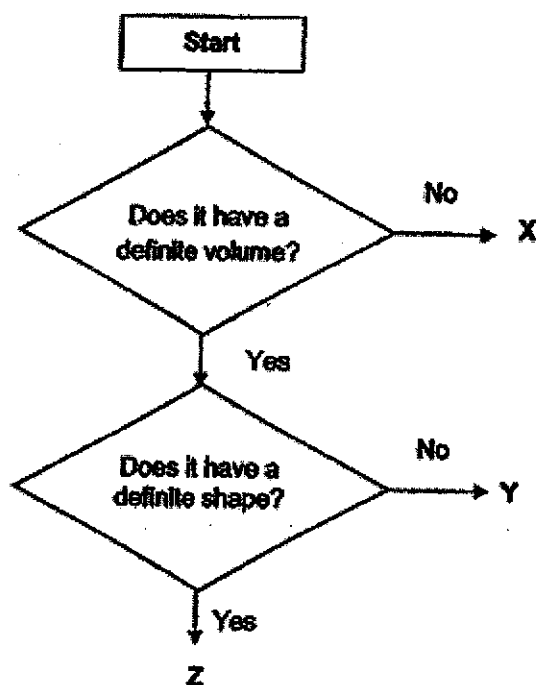 Start
Does it have a
definite volume?
No
X
Yes
Does it have a
definite shape?
No
Y
Yes
Z